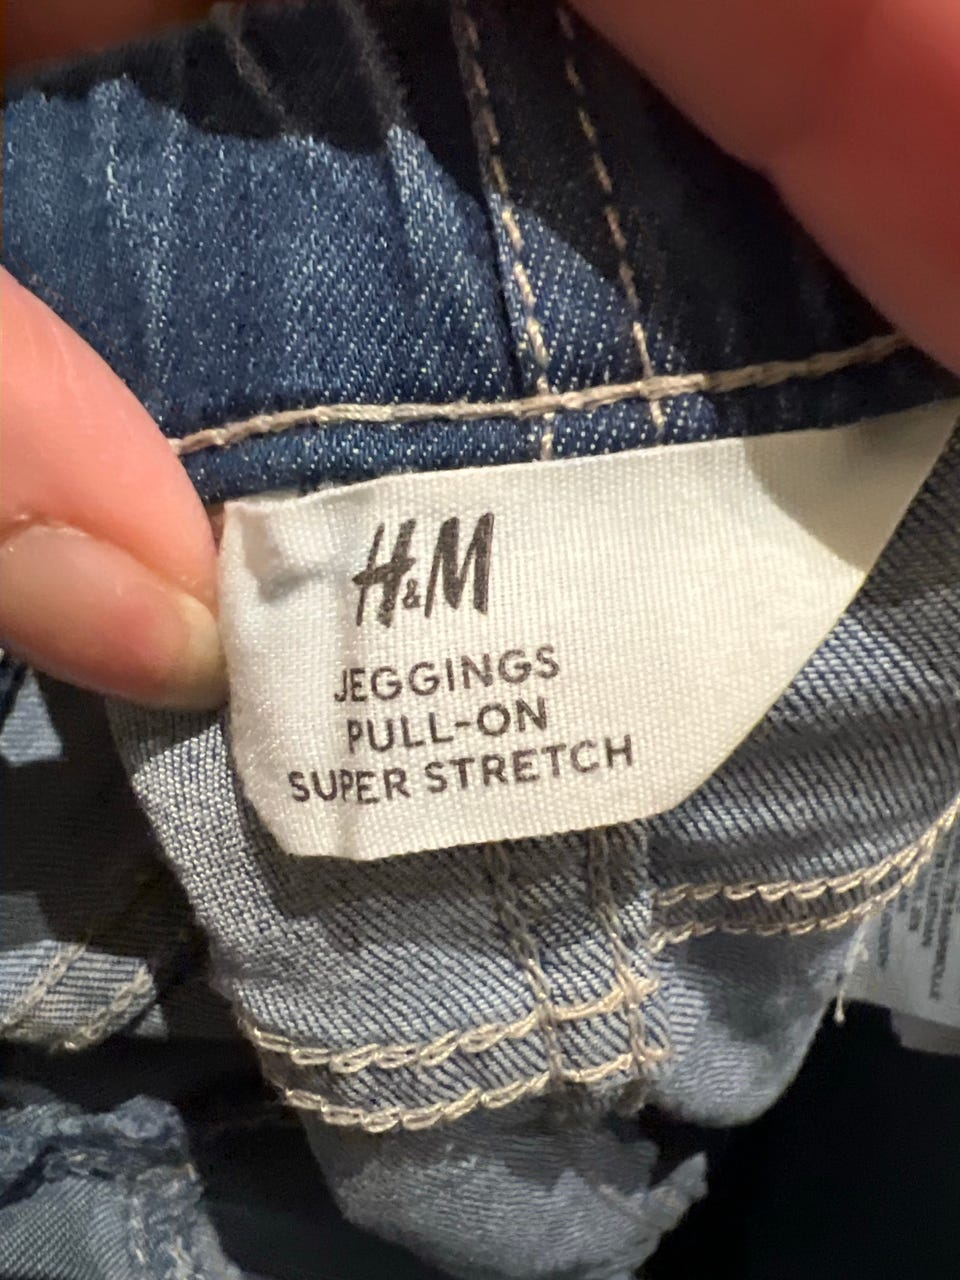 H&M
JEGGINGS
PULL-ON
SUPER STRETCH